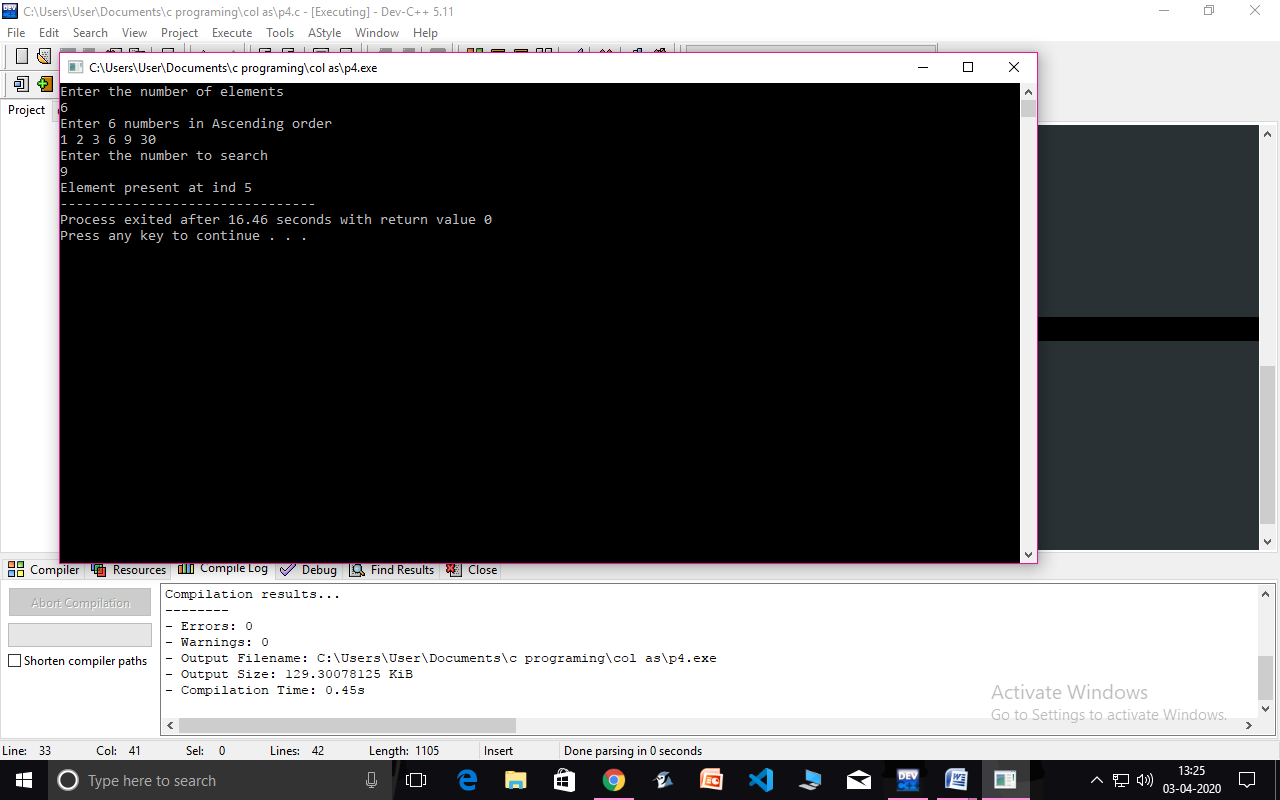 C:\Users\User\Documents\c programing\col as\p4.c - [Executing] - Dev-C++ 5.11
File Edit Search View Project Execute Tools AStyle Window Help
C:\Users\User\Documents\c programing\col as\p4.exe
Project
Enter the number of elements
6
Enter 6 numbers in Ascending order
1 2 3 6 9 30
Enter the number to search
9
Element present at ind 5
--------------------------------
Process exited after 16.46 seconds with return value 0
Press any key to continue . . .
Compiler Resources Compile Log Debug Find Results Close
Abort Compilation
Shorten compiler paths
Compilation results...
--------
- Errors: 0
- Warnings: 0
- Output Filename: C:\Users\User\Documents\c programing\col as\p4.exe
- Output Size: 129.30078125 KiB
- Compilation Time: 0.45s
Activate Windows
Go to Settings to activate Windows.
Line: 33 Col: 41 Sel: 0 Lines: 42 Length: 1105 Insert Done parsing in 0 seconds
Type here to search
13:25
03-04-2020